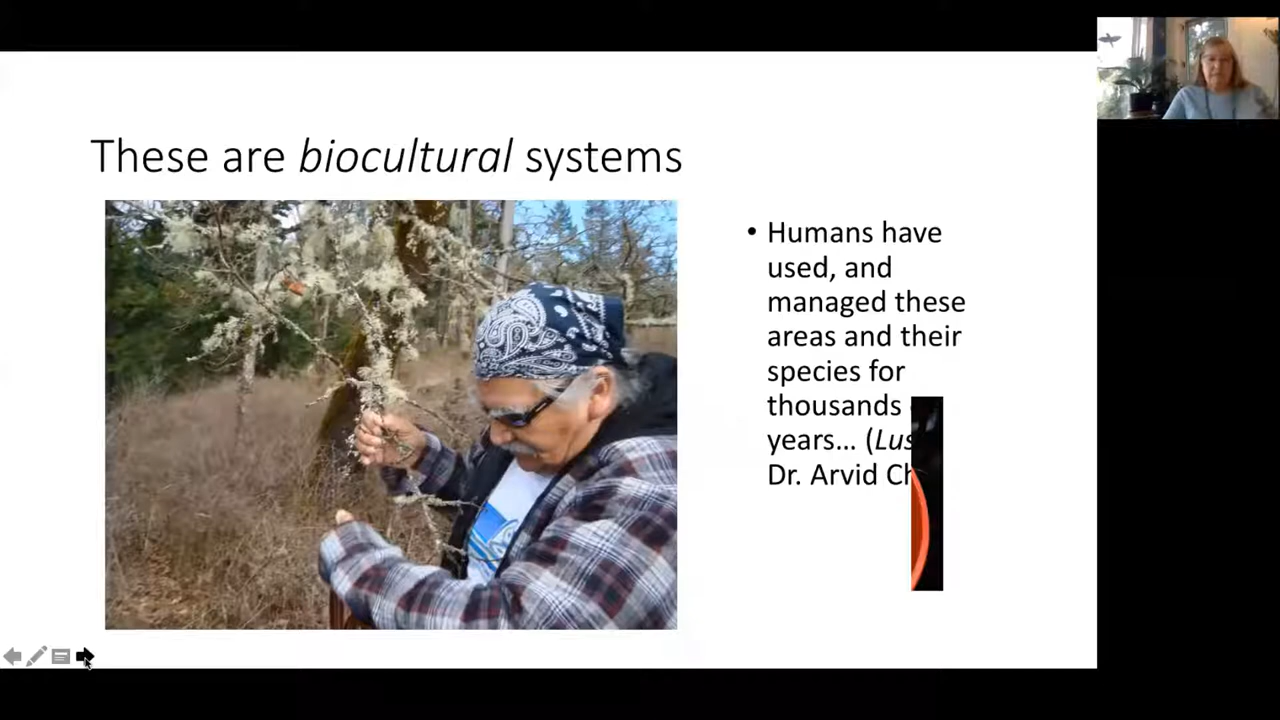 These are biocultural systems
• Humans have
used, and
managed these
areas and their
species for
thousands
years... (Lus
Dr. Arvid Ch